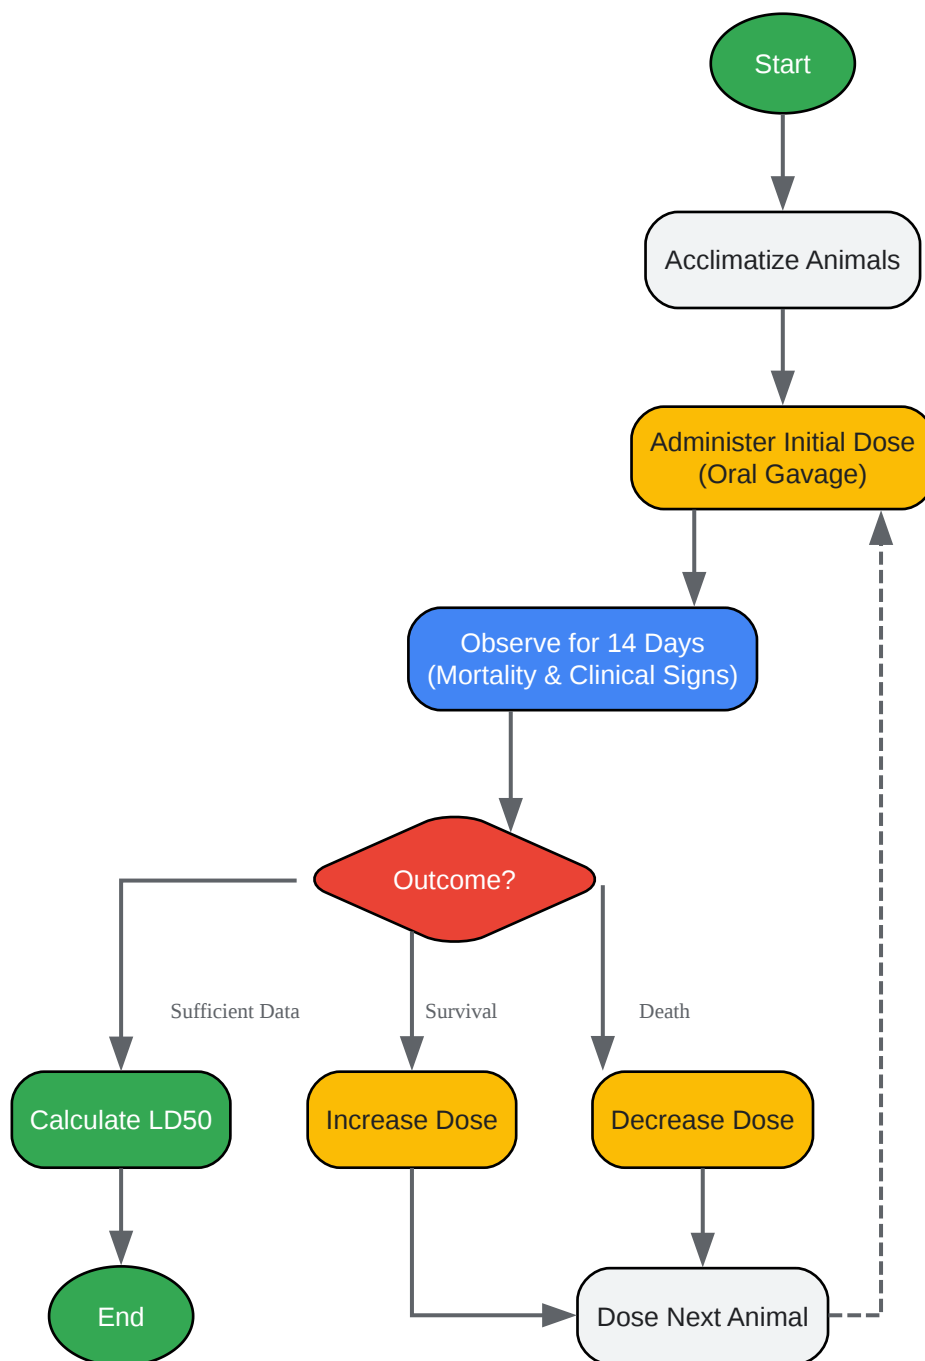 Start
Acclimatize Animals
Administer Initial Dose
(Oral Gavage)
Observe for 14 Days
(Mortality & Clinical Signs)
Outcome?
Sufficient Data
Survival
Death
Calculate LD50
Increase Dose
Decrease Dose
End
Dose Next Animal